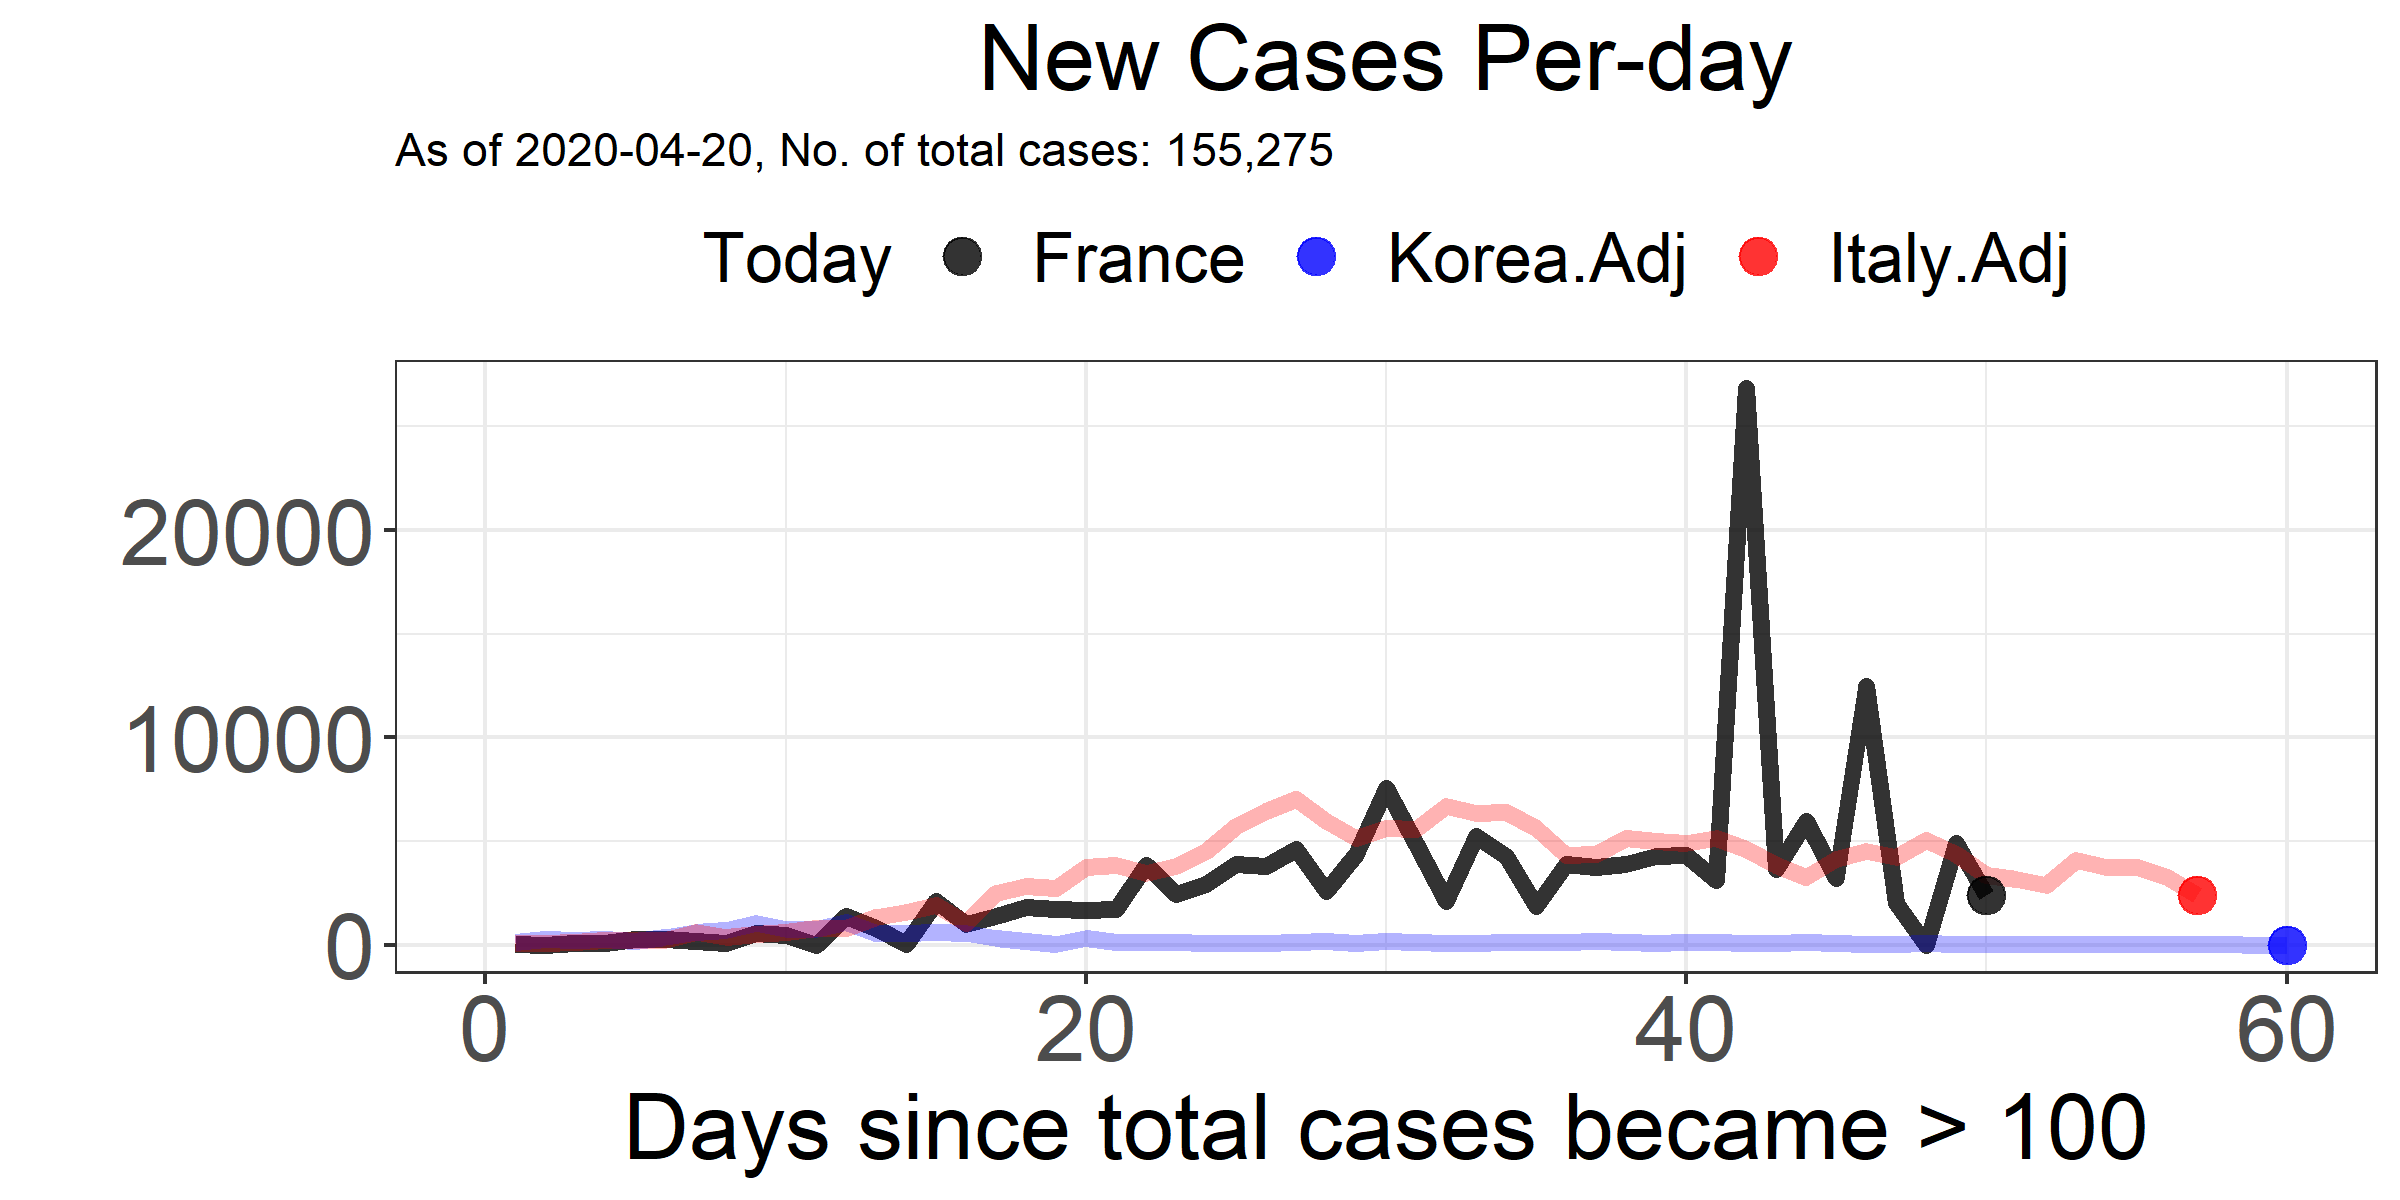 New Cases Per-day
As of 2020-04-20, No. of total cases: 155,275
Today France Korea.Adj Italy.Adj
20000
10000
0
0 20 40 60
Days since total cases became > 100